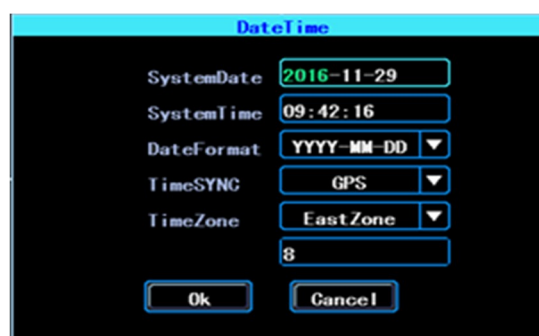 DateTime
SystemDate 2016-11-29
SystemTime 09:42:16
DateFormat YYYY-MM-DD
TimeSYNC GPS
TimeZone EastZone
8
Ok Cancel